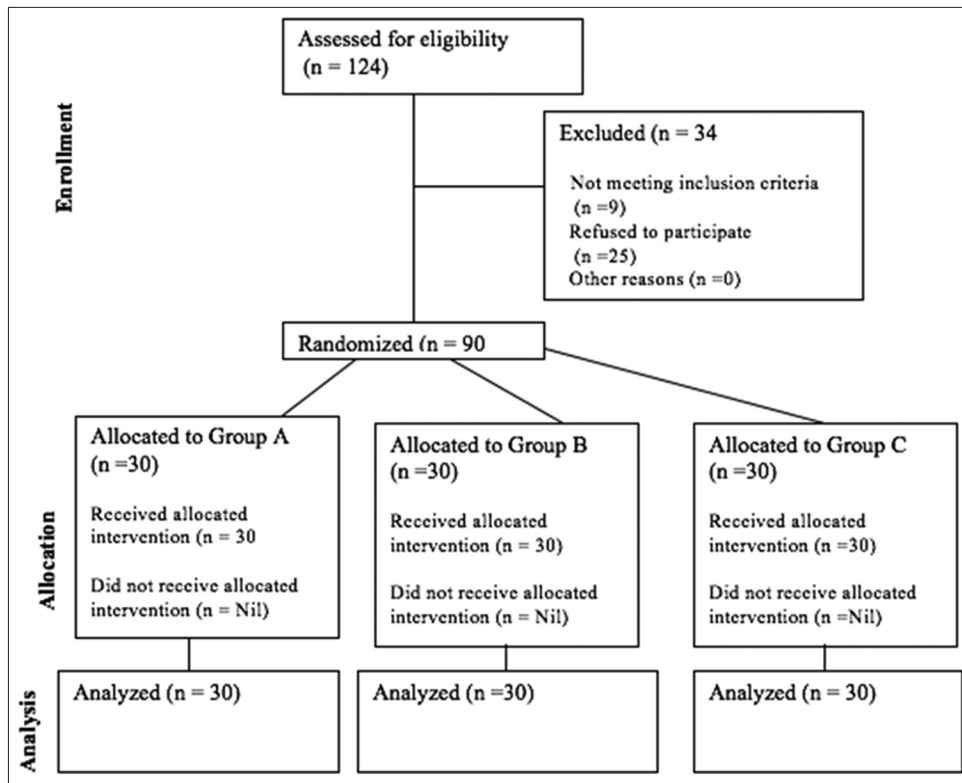 Assessed for eligibility
(n = 124)
Enrollment
Excluded (n = 34
Not meeting inclusion criteria
(n =9)
Refused to participate
(n =25)
Other reasons (n =0)
Randomized (n = 90
Allocation
Allocated to Group A
(n =30)
Received allocated
intervention (n = 30
Did not receive allocated
intervention (n = Nil)
Allocated to Group B
(n =30)
Received allocated
intervention (n = 30)
Did not receive allocated
intervention (n = Nil)
Allocated to Group C
(n =30)
Received allocated
intervention (n =30)
Did not receive allocated
intervention (n =Nil)
Analysis
Analyzed (n = 30)
Analyzed (n =30)
Analyzed (n = 30)